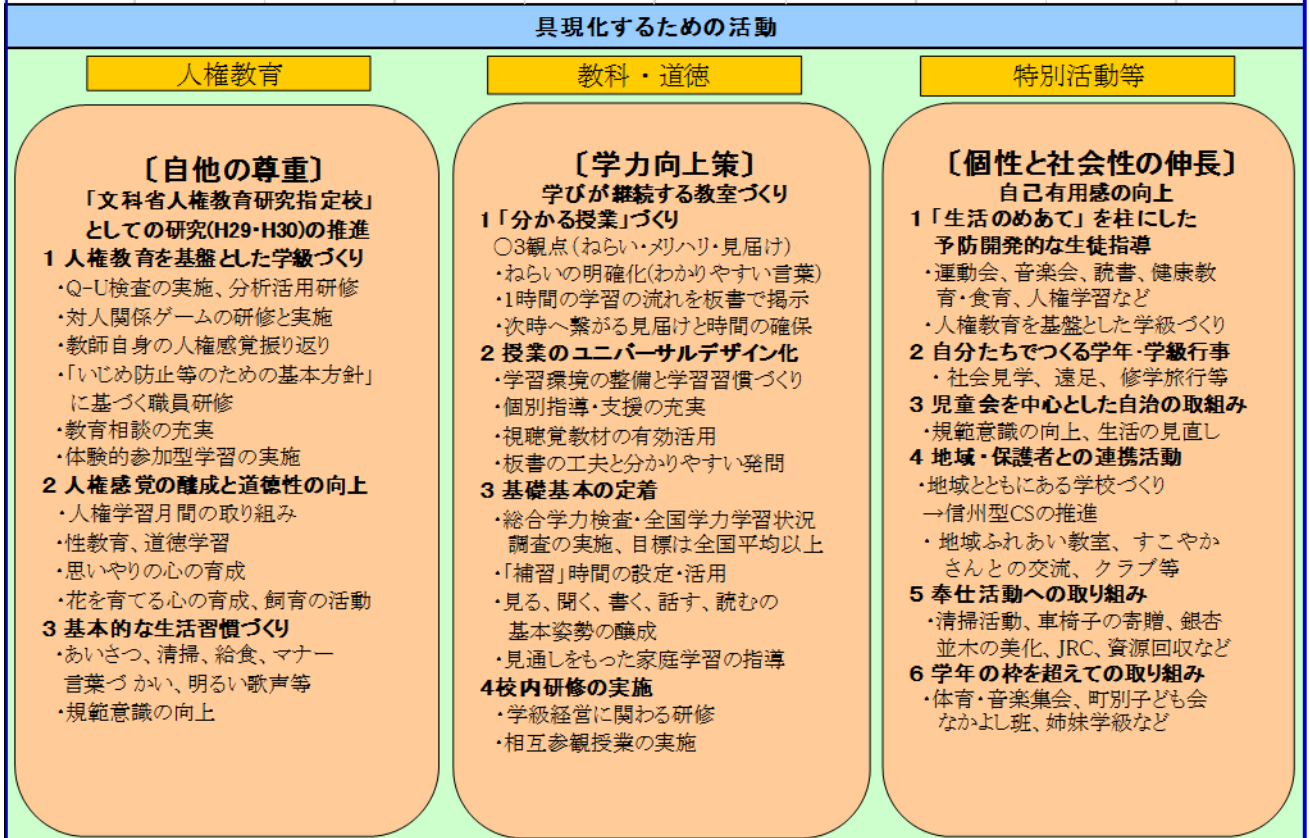 具現化するための活動
人権教育
〔自他の尊重〕
「文科省人権教育研究指定校」
としての研究(H29・H30)の推進
1 人権教育を基盤とした学級づくり
・Q-U検査の実施、分析活用研修
・対人関係ゲームの研修と実施
・教師自身の人権感覚振り返り
・「いじめ防止等のための基本方針」
に基づく職員研修
・教育相談の充実
・体験的参加型学習の実施
2 人権感覚の醸成と道徳性の向上
・人権学習月間の取り組み
・性教育、道徳学習
・思いやりの心の育成
・花を育てる心の育成、飼育の活動
3 基本的な生活習慣づくり
・あいさつ、清掃、給食、マナー
言葉づかい、明るい歌声等
・規範意識の向上
教科・道徳
〔学力向上策〕
学びが継続する教室づくり
1「分かる授業」づくり
○3観点(ねらい・メリハリ・見届け)
・ねらいの明確化(わかりやすい言葉)
・1時間の学習の流れを板書で掲示
・次時へ繋がる見届けと時間の確保
2 授業のユニバーサルデザイン化
・学習環境の整備と学習習慣づくり
・個別指導・支援の充実
・視聴覚教材の有効活用
・板書の工夫と分かりやすい発問
3 基礎基本の定着
・総合学力検査・全国学力学習状況
調査の実施、目標は全国平均以上
・「補習」時間の設定・活用
・見る、聞く、書く、話す、読むの
基本姿勢の醸成
・見通しをもった家庭学習の指導
4校内研修の実施
・学級経営に関わる研修
・相互参観授業の実施
特別活動等
〔個性と社会性の伸長〕
自己有用感の向上
1「生活のめあて」を柱にした
予防開発的な生徒指導
・運動会、音楽会、読書、健康教
育・食育、人権学習など
・人権教育を基盤とした学級づくり
2 自分たちでつくる学年・学級行事
・社会見学、遠足、修学旅行等
3 児童会を中心とした自治の取組み
・規範意識の向上、生活の見直し
4 地域・保護者との連携活動
・地域とともにある学校づくり
→信州型CSの推進
・地域ふれあい教室、すこやか
さんとの交流、クラブ等
5 奉仕活動への取り組み
・清掃活動、車椅子の寄贈、銀杏
並木の美化、JRC、資源回収など
6 学年の枠を超えての取り組み
・体育・音楽集会、町別子ども会
なかよし班、姉妹学級など